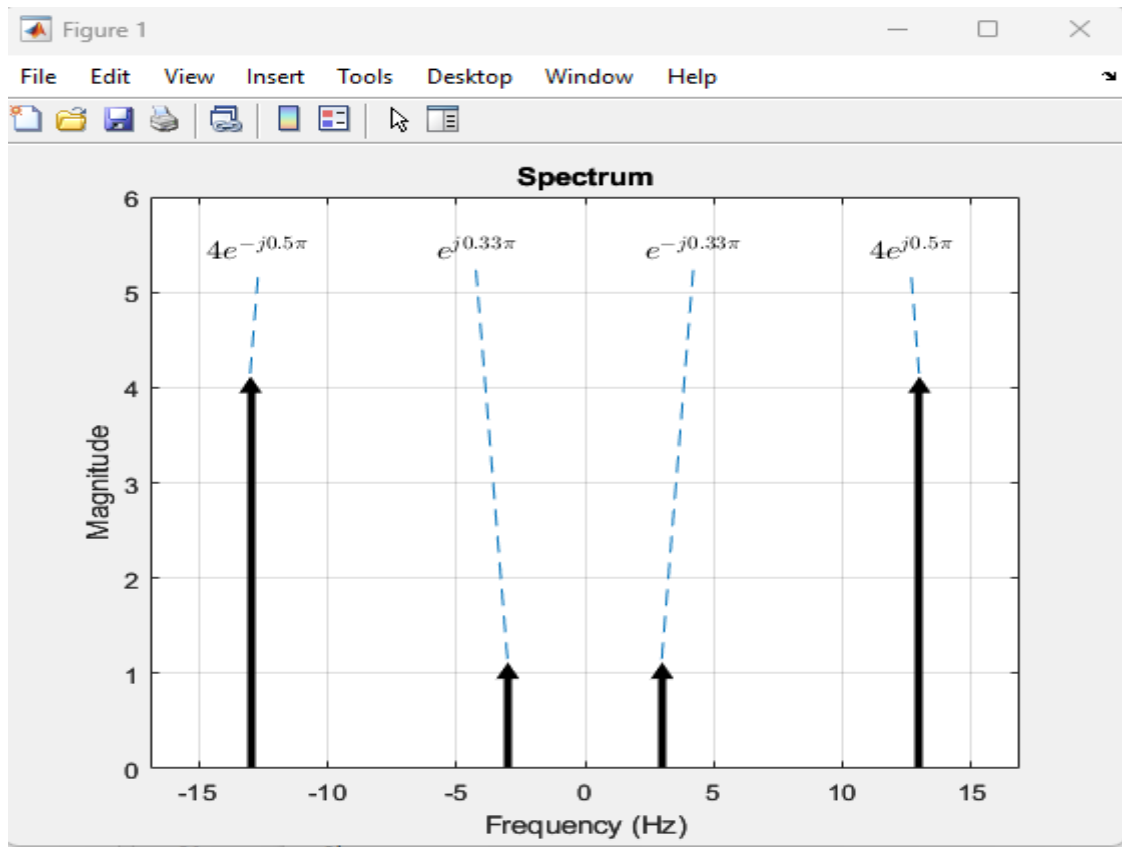 Figure 1
File Edit View Insert Tools Desktop Window Help
Spectrum
6
4e^{-j0.5π} e^{j0.33π} e^{-j0.33π} 4e^{j0.5π}
5
4
3
2
1
0
Magnitude
-15 -10 -5 0 5 10 15
Frequency (Hz)